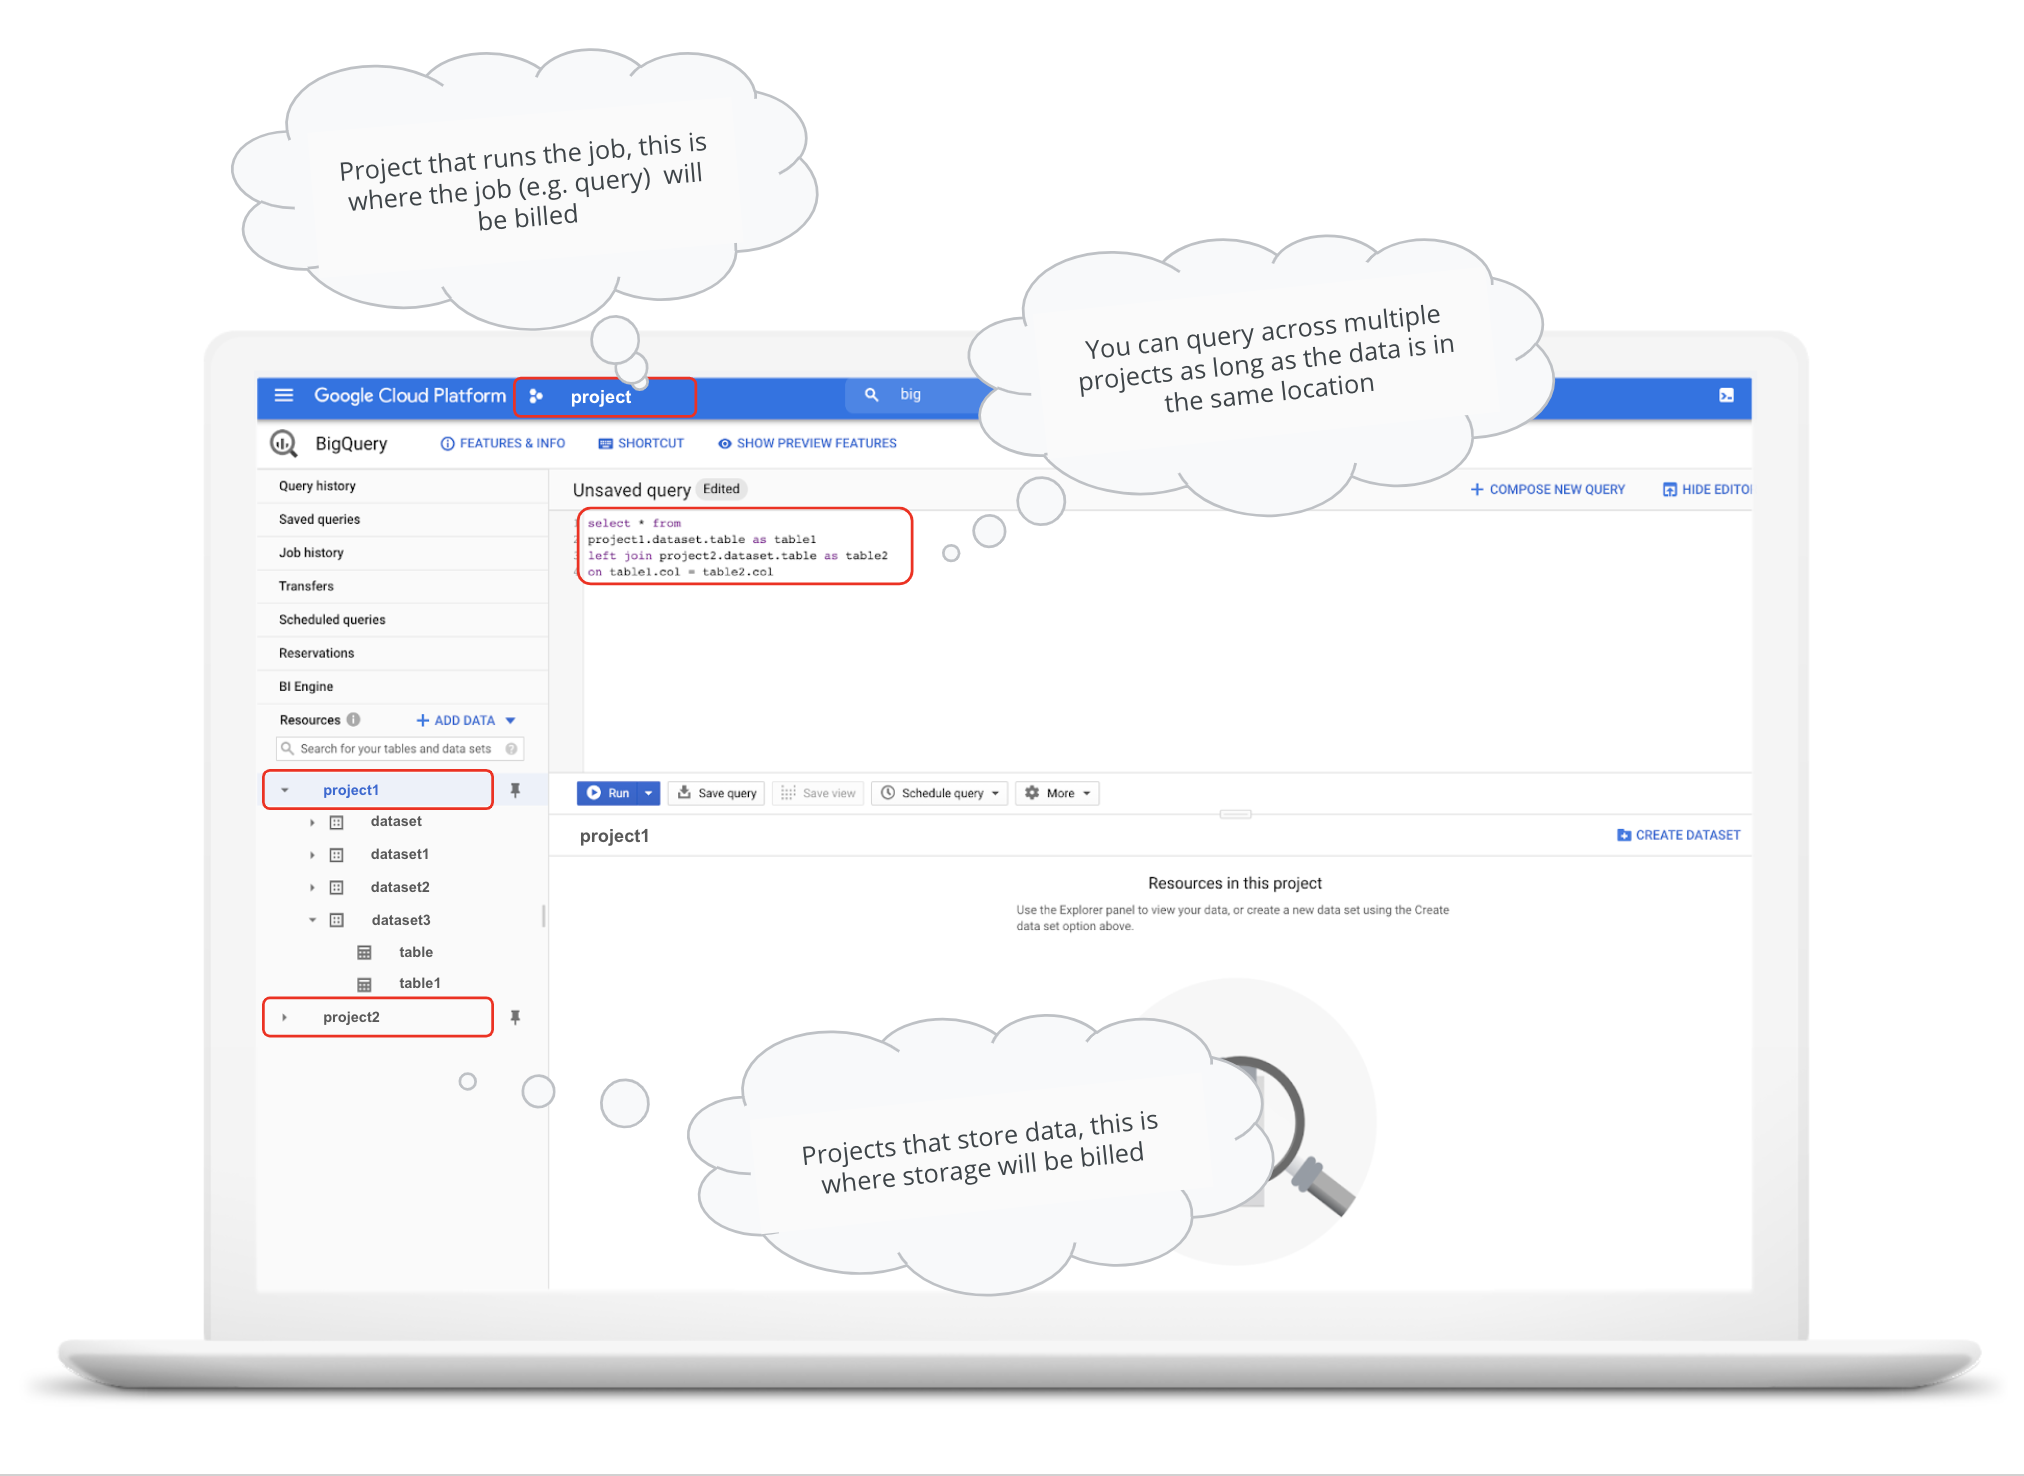 Project that runs the job, this is
where the job (e.g. query) will
be billed
You can query across multiple
projects as long as the data is in
the same location
Google Cloud Platform
project
big
BigQuery
FEATURES & INFO
SHORTCUT
SHOW PREVIEW FEATURES
Query history
Saved queries
Job history
Transfers
Scheduled queries
Reservations
BI Engine
Resources
ADD DATA
Search for your tables and data sets
project1
dataset
dataset1
dataset2
dataset3
table
table1
project2
Unsaved query
Edited
COMPOSE NEW QUERY
HIDE EDITO
select * from
project1.dataset.table as table1
left join project2.dataset.table as table2
on table1.col = table2.col
Run
Save query
Save view
Schedule query
More
project1
CREATE DATASET
Resources in this project
Use the Explorer panel to view your data, or create a new data set using the Create
data set option above.
Projects that store data, this is
where storage will be billed